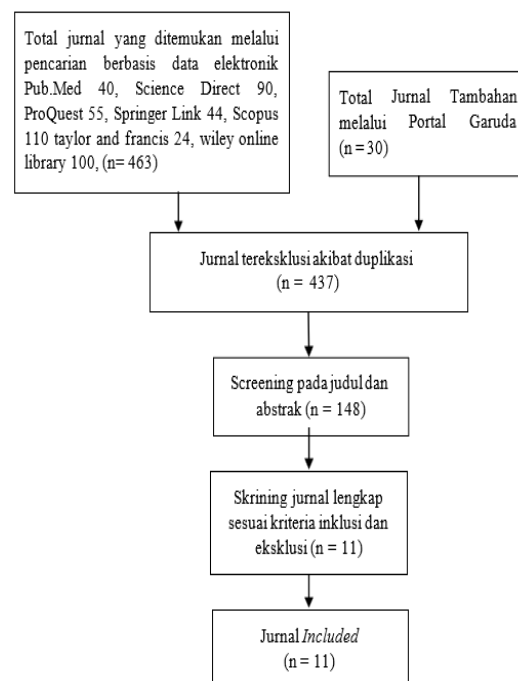 Total jurnal yang ditemukan melalui
pencarian berbasis data elektronik
Pub.Med 40, Science Direct 90,
ProQuest 55, Springer Link 44, Scopus
110 taylor and francis 24, wiley online
library 100, (n= 463)
Total Jurnal Tambahan
melalui Portal Garuda
(n = 30)
Jurnal tereksklusi akibat duplikasi
(n = 437)
Screening pada judul dan
abstrak (n = 148)
Skrining jurnal lengkap
sesuai kriteria inklusi dan
eksklusi (n = 11)
Jurnal Included
(n = 11)